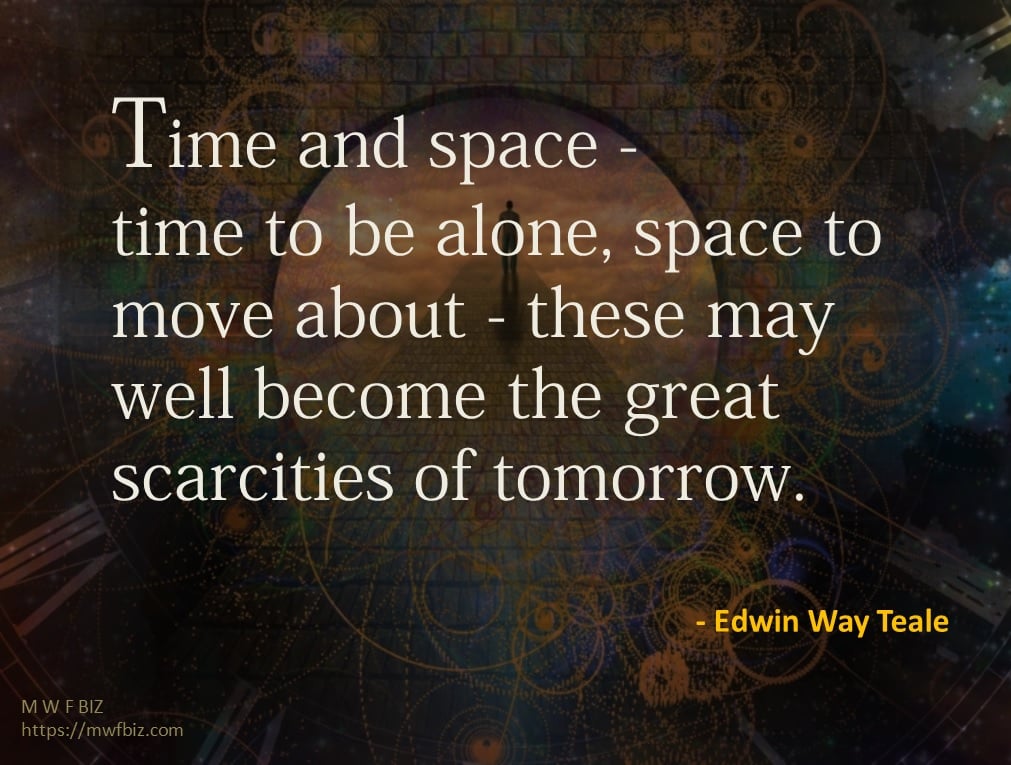 Time and space -
time to be alone, space to
move about - these may
well become the great
scarcities of tomorrow.
- Edwin Way Teale
M W F BIZ
https://mwfbiz.com